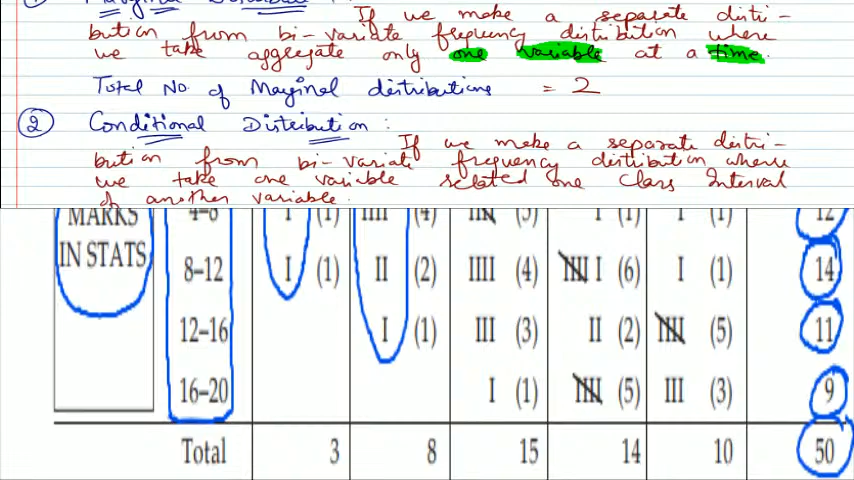 Marginal Distribution :
If we make a separate distri-
bution from bi-variate frequency distribution where
we take aggregate only one variable at a time.
Total No. of Marginal distributions = 2
② Conditional Distribution :
If we make a separate distri-
bution from bi-variate frequency distribution where
we take one variable related one Class Interval
of another variable.
MARKS 4–8 I (1) IIII (4) IIII (5) I (1) I (1) 12
IN STATS 8–12 I (1) II (2) IIII (4) IIII I (6) I (1) 14
12–16 I (1) III (3) II (2) IIII (5) 11
16–20 I (1) IIII (5) III (3) 9
Total 3 8 15 14 10 50